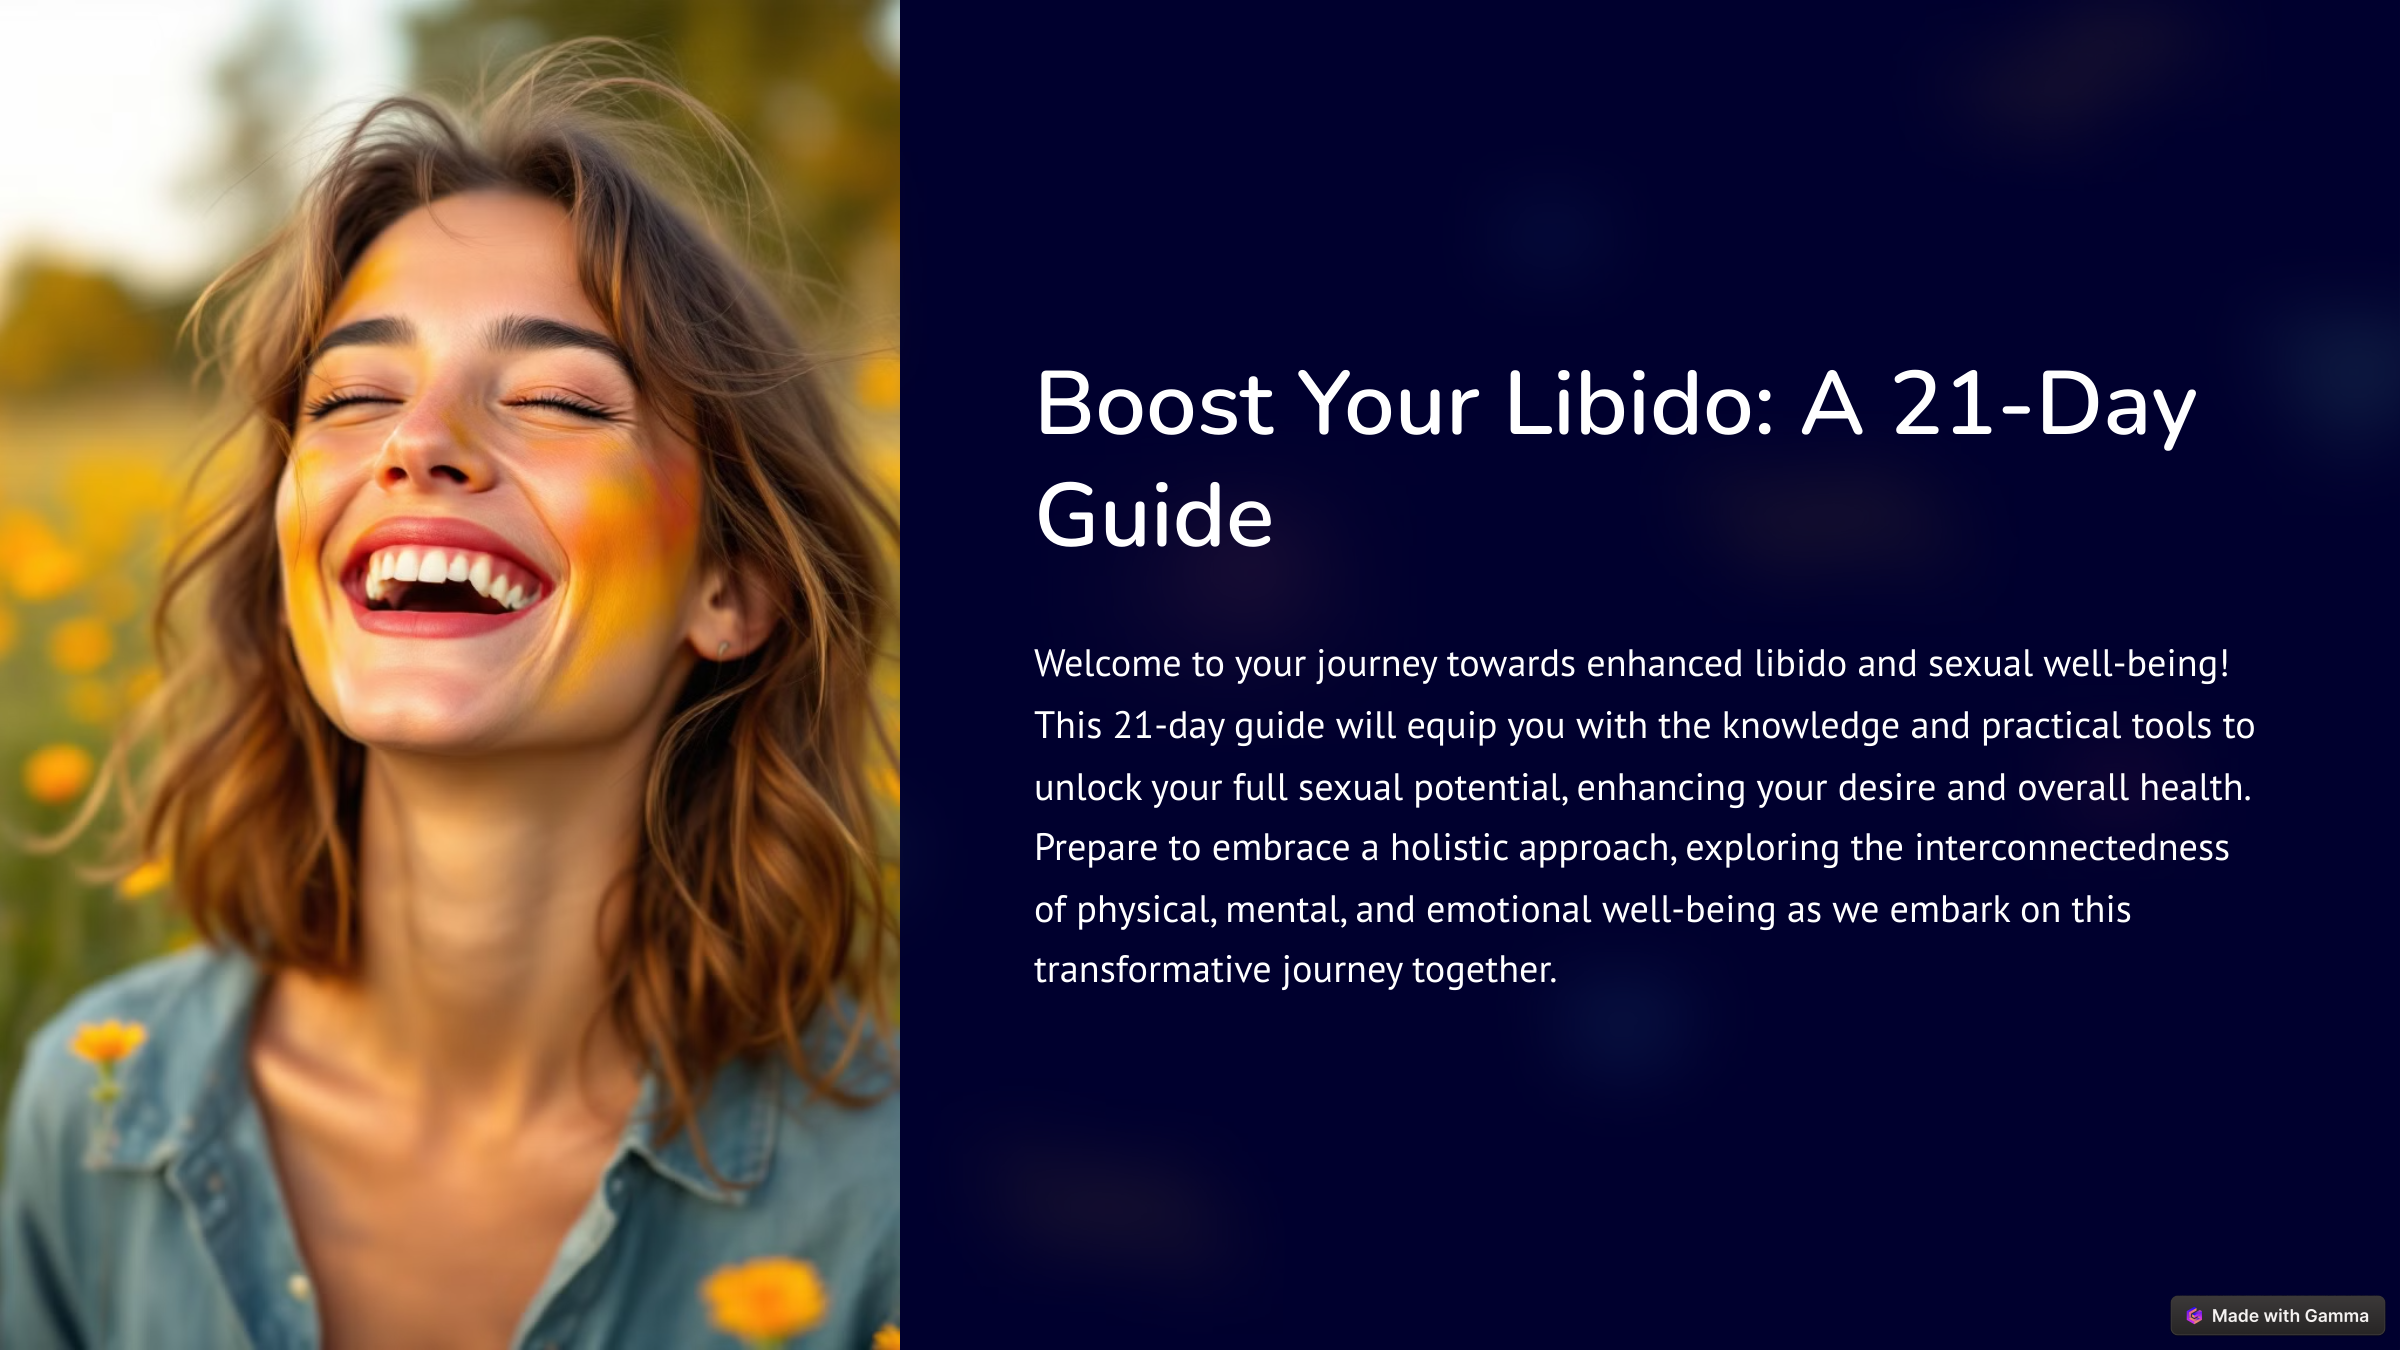 Boost Your Libido: A 21-Day
Guide
Welcome to your journey towards enhanced libido and sexual well-being!
This 21-day guide will equip you with the knowledge and practical tools to
unlock your full sexual potential, enhancing your desire and overall health.
Prepare to embrace a holistic approach, exploring the interconnectedness
of physical, mental, and emotional well-being as we embark on this
transformative journey together.
Made with Gamma